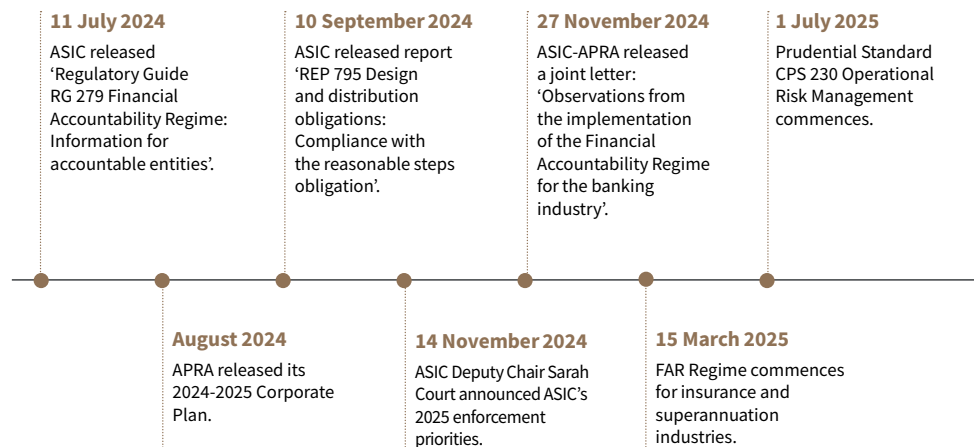 11 July 2024
ASIC released
‘Regulatory Guide
RG 279 Financial
Accountability Regime:
Information for
accountable entities’.
10 September 2024
ASIC released report
‘REP 795 Design
and distribution
obligations:
Compliance with
the reasonable steps
obligation’.
27 November 2024
ASIC-APRA released
a joint letter:
‘Observations from
the implementation
of the Financial
Accountability Regime
for the banking
industry’.
1 July 2025
Prudential Standard
CPS 230 Operational
Risk Management
commences.
August 2024
APRA released its
2024-2025 Corporate
Plan.
14 November 2024
ASIC Deputy Chair Sarah
Court announced ASIC’s
2025 enforcement
priorities.
15 March 2025
FAR Regime commences
for insurance and
superannuation
industries.